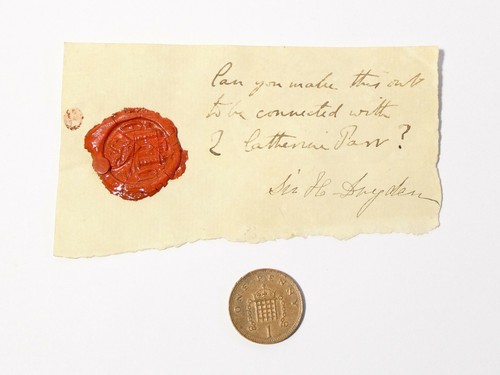 Can you make this out
to be connected with
Q Catherine Parr?
Sir H Dryden
ONE PENNY
1